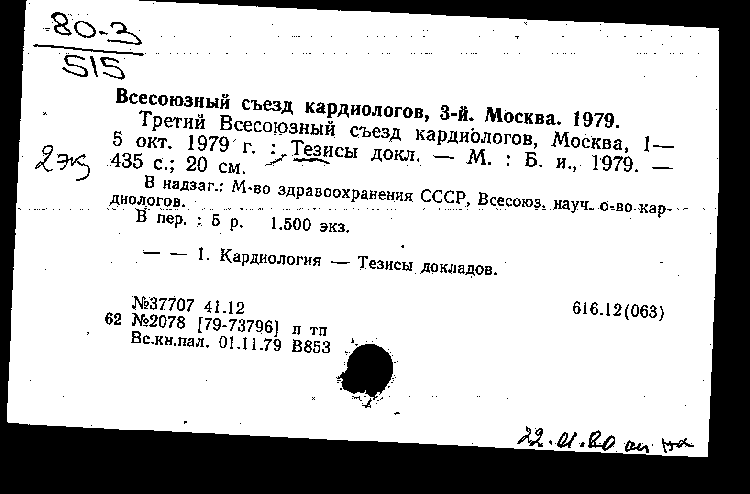 80-3
515
Всесоюзный съезд кардиологов, 3-й. Москва. 1979.
Третий Всесоюзный съезд кардиологов, Москва, 1—
5 окт. 1979 г. : Тезисы докл. — М. : Б. и., 1979. —
2 экз
435 с.; 20 см.
В надзаг.: М-во здравоохранения СССР, Всесоюз. науч. о-во кар-
диологов.
В пер. : 5 р. 1.500 экз.
— — 1. Кардиология — Тезисы докладов.
№37707 41.12
616.12(063)
62 №2078 [79-73796] п тп
Вс.кн.пал. 01.11.79 В853
22.01.80